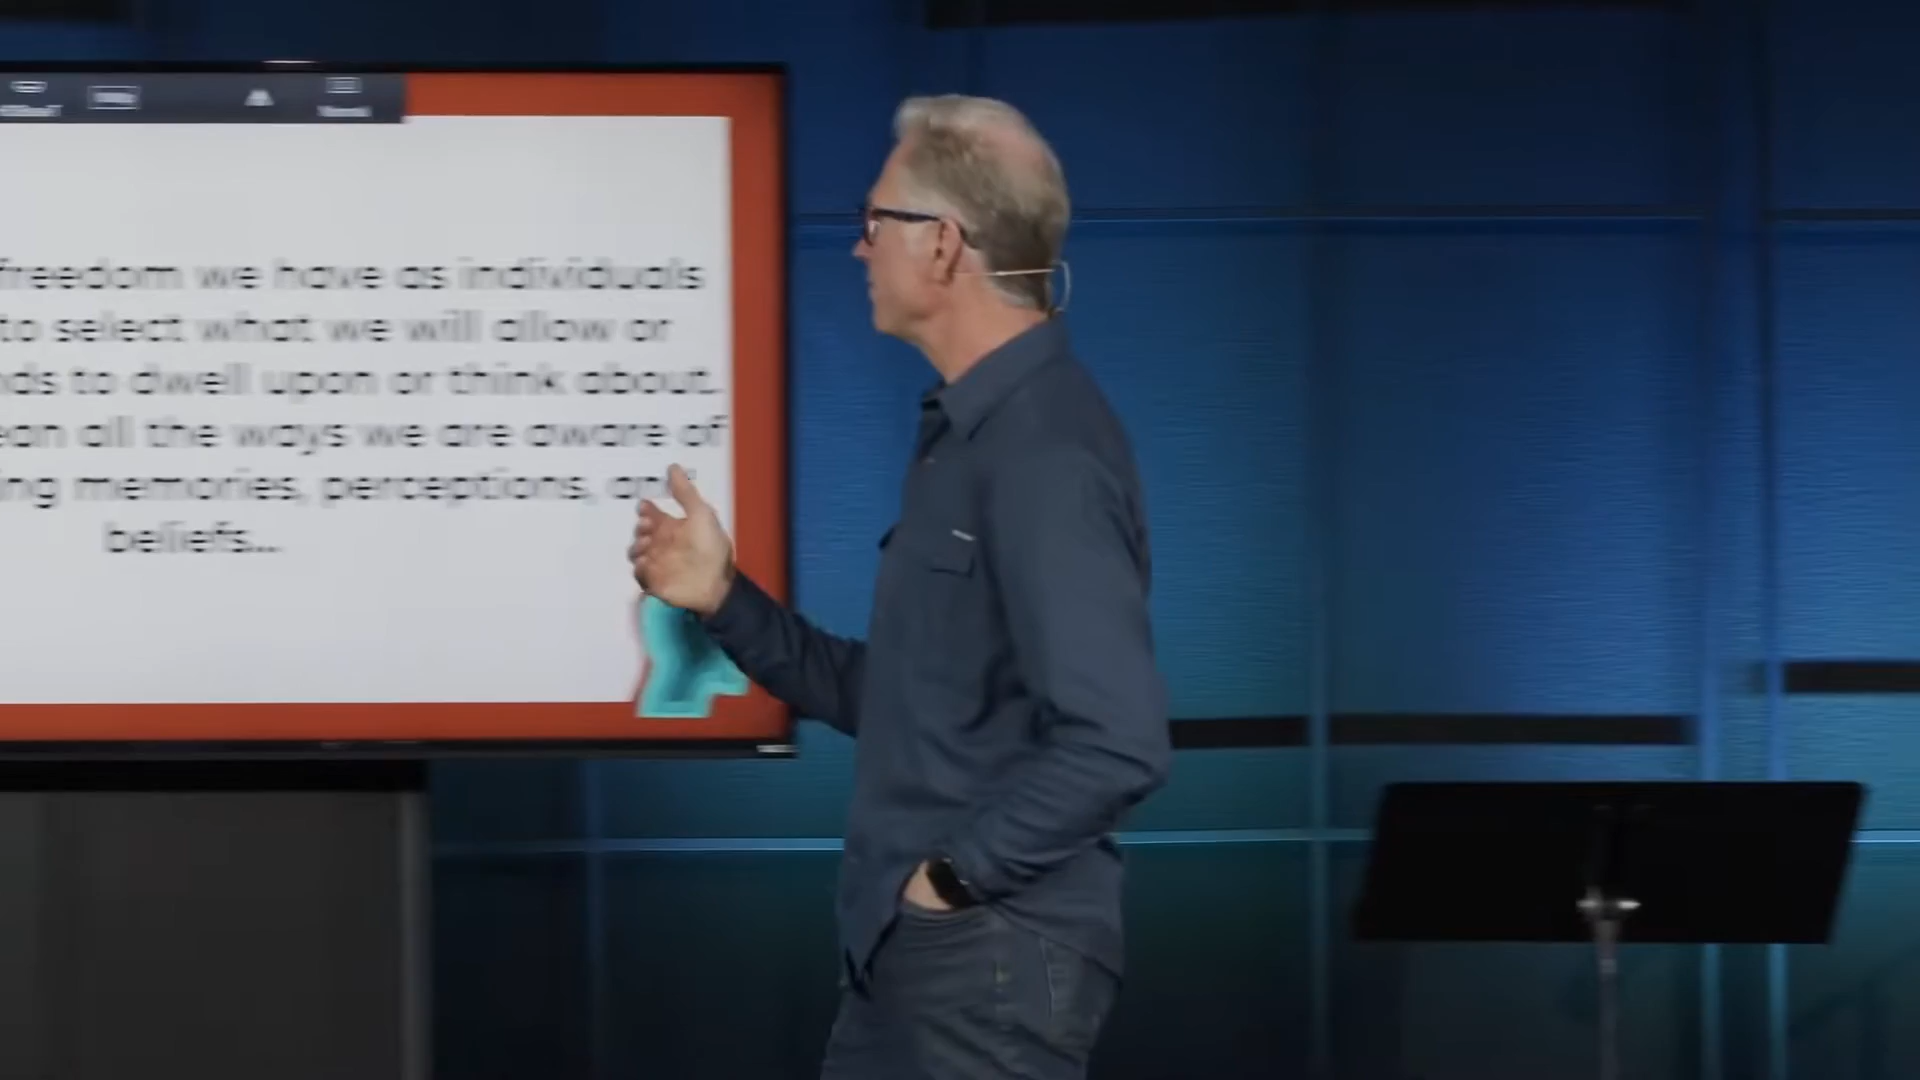 freedom we have as individuals
to select what we will allow or
nds to dwell upon or think about.
ean all the ways we are aware of
ing memories, perceptions, and
beliefs...